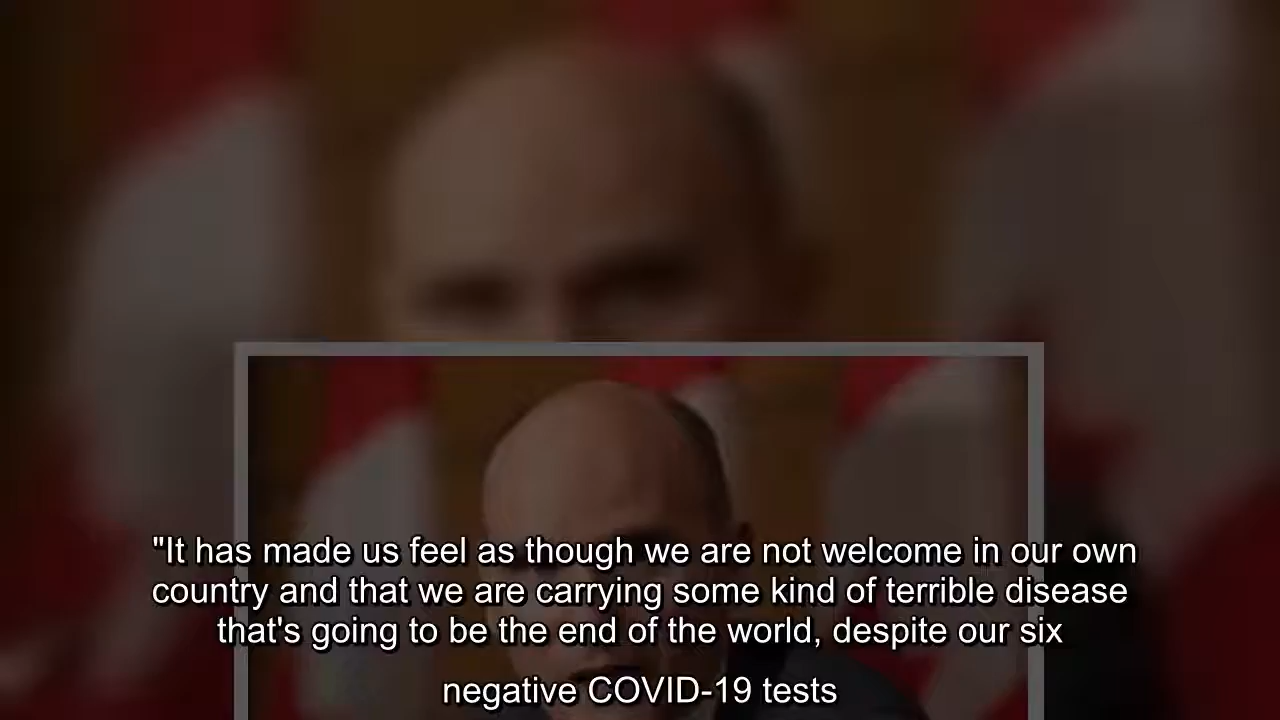 "It has made us feel as though we are not welcome in our own
country and that we are carrying some kind of terrible disease
that's going to be the end of the world, despite our six
negative COVID-19 tests